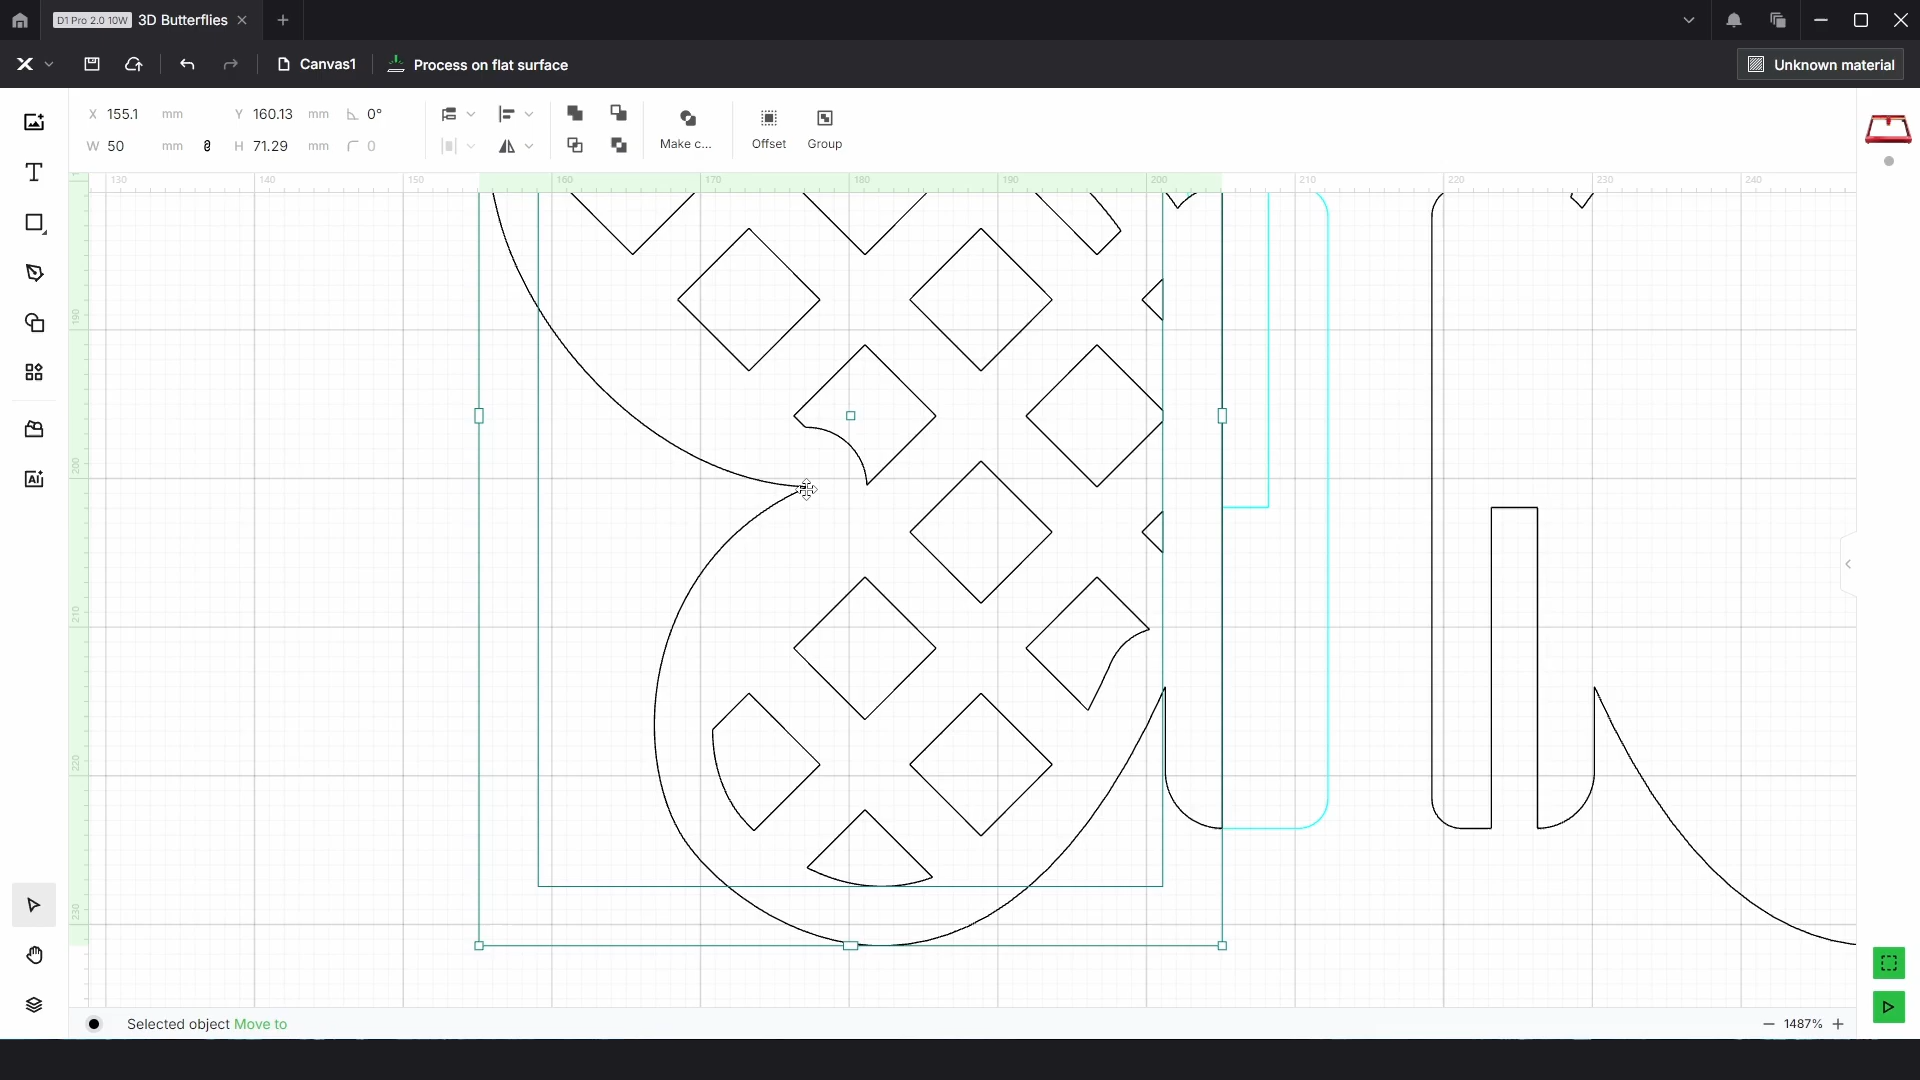 D1 Pro 2.0 10W 3D Butterflies
Canvas1 Process on flat surface Unknown material
X 155.1 mm Y 160.13 mm 0°
W 50 mm H 71.29 mm 0
Make c... Offset Group
130 140 150 160 170 180 190 200 210 220 230 240
190
200
210
220
230
AI
Selected object Move to
1487%